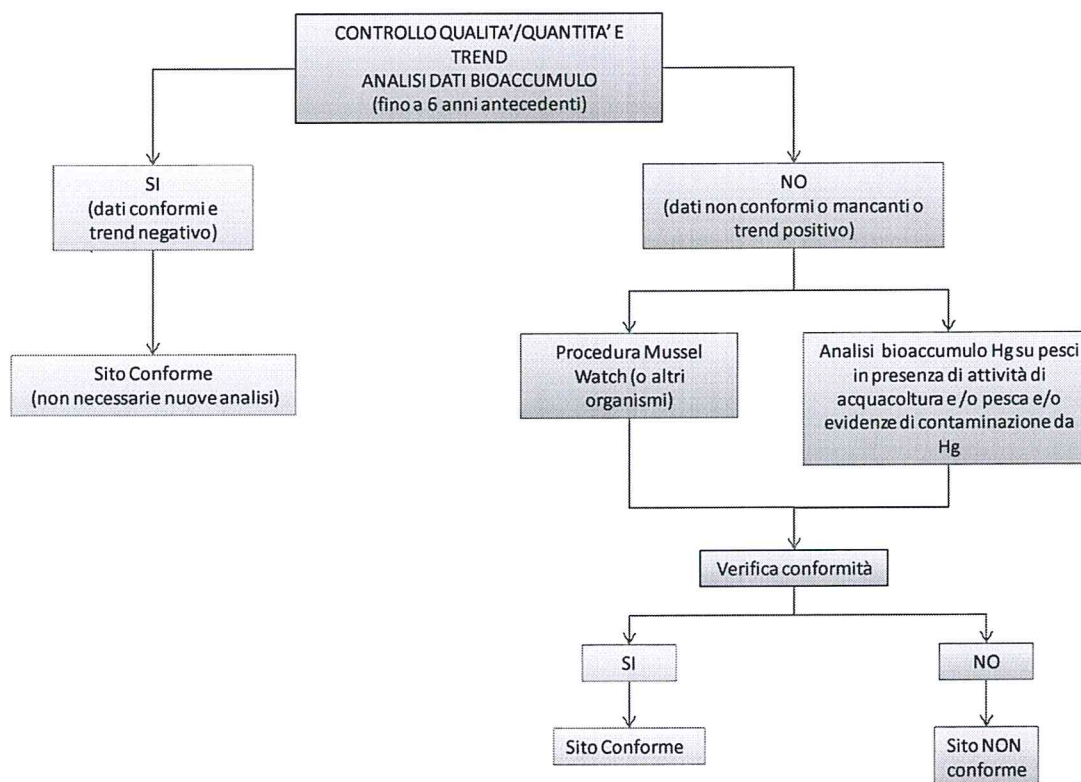 CONTROLLO QUALITA’/QUANTITA’ E
TREND
ANALISI DATI BIOACCUMULO
(fino a 6 anni antecedenti)
SI
(dati conformi e
trend negativo)
NO
(dati non conformi o mancanti o
trend positivo)
Sito Conforme
(non necessarie nuove analisi)
Procedura Mussel
Watch (o altri
organismi)
Analisi bioaccumulo Hg su pesci
in presenza di attività di
acquacoltura e /o pesca e/o
evidenze di contaminazione da
Hg
Verifica conformità
SI
NO
Sito Conforme
Sito NON
conforme